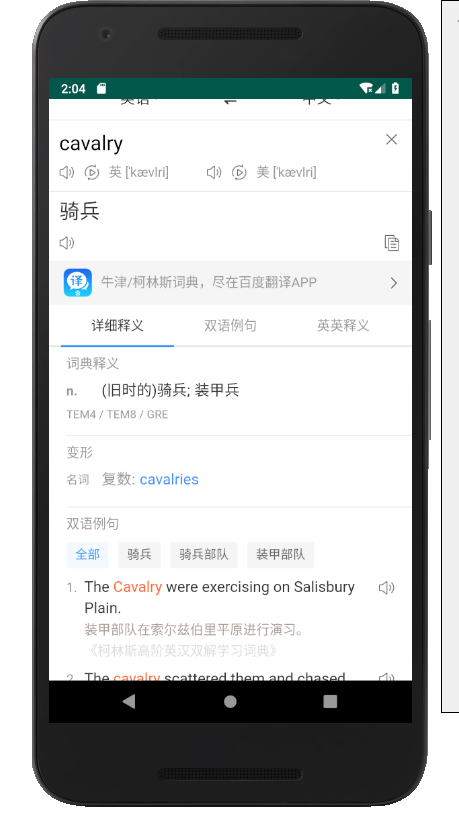 2:04
英语
中文
cavalry
英 ['kævlri] 美 ['kævlri]
骑兵
译
牛津/柯林斯词典，尽在百度翻译APP
详细释义 双语例句 英英释义
词典释义
n. (旧时的)骑兵; 装甲兵
TEM4 / TEM8 / GRE
变形
名词 复数: cavalries
双语例句
全部 骑兵 骑兵部队 装甲部队
1. The Cavalry were exercising on Salisbury
Plain.
装甲部队在索尔兹伯里平原进行演习。
《柯林斯高阶英汉双解学习词典》
2. The cavalry scattered them and chased